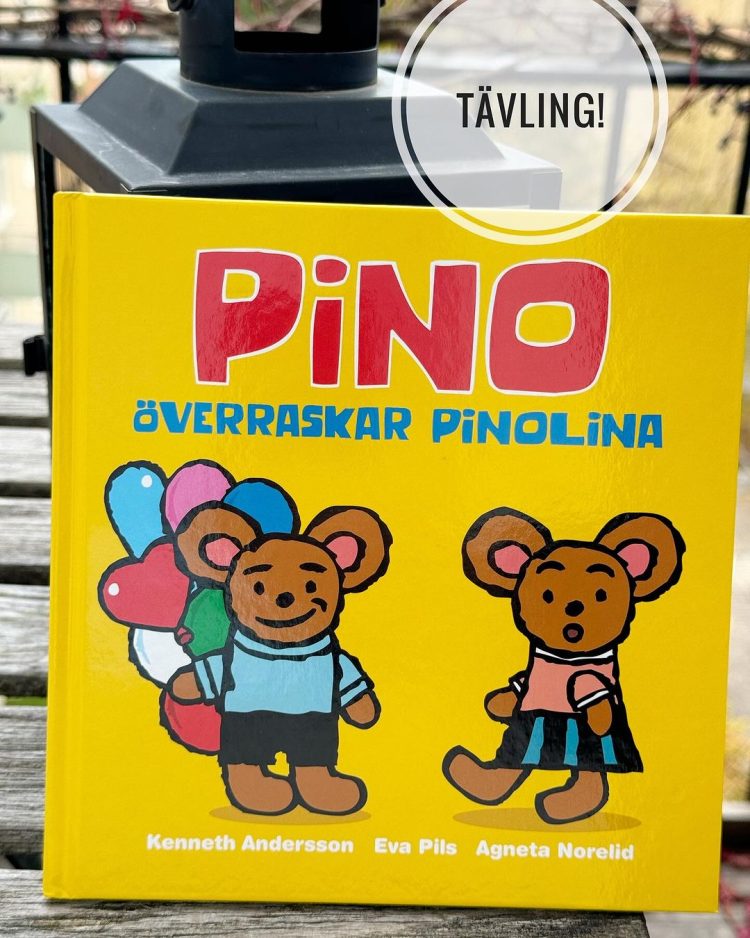 TÄVLING!
PiNO
ÖVERRASKAR PiNOLiNA
Kenneth Andersson Eva Pils Agneta Norelid